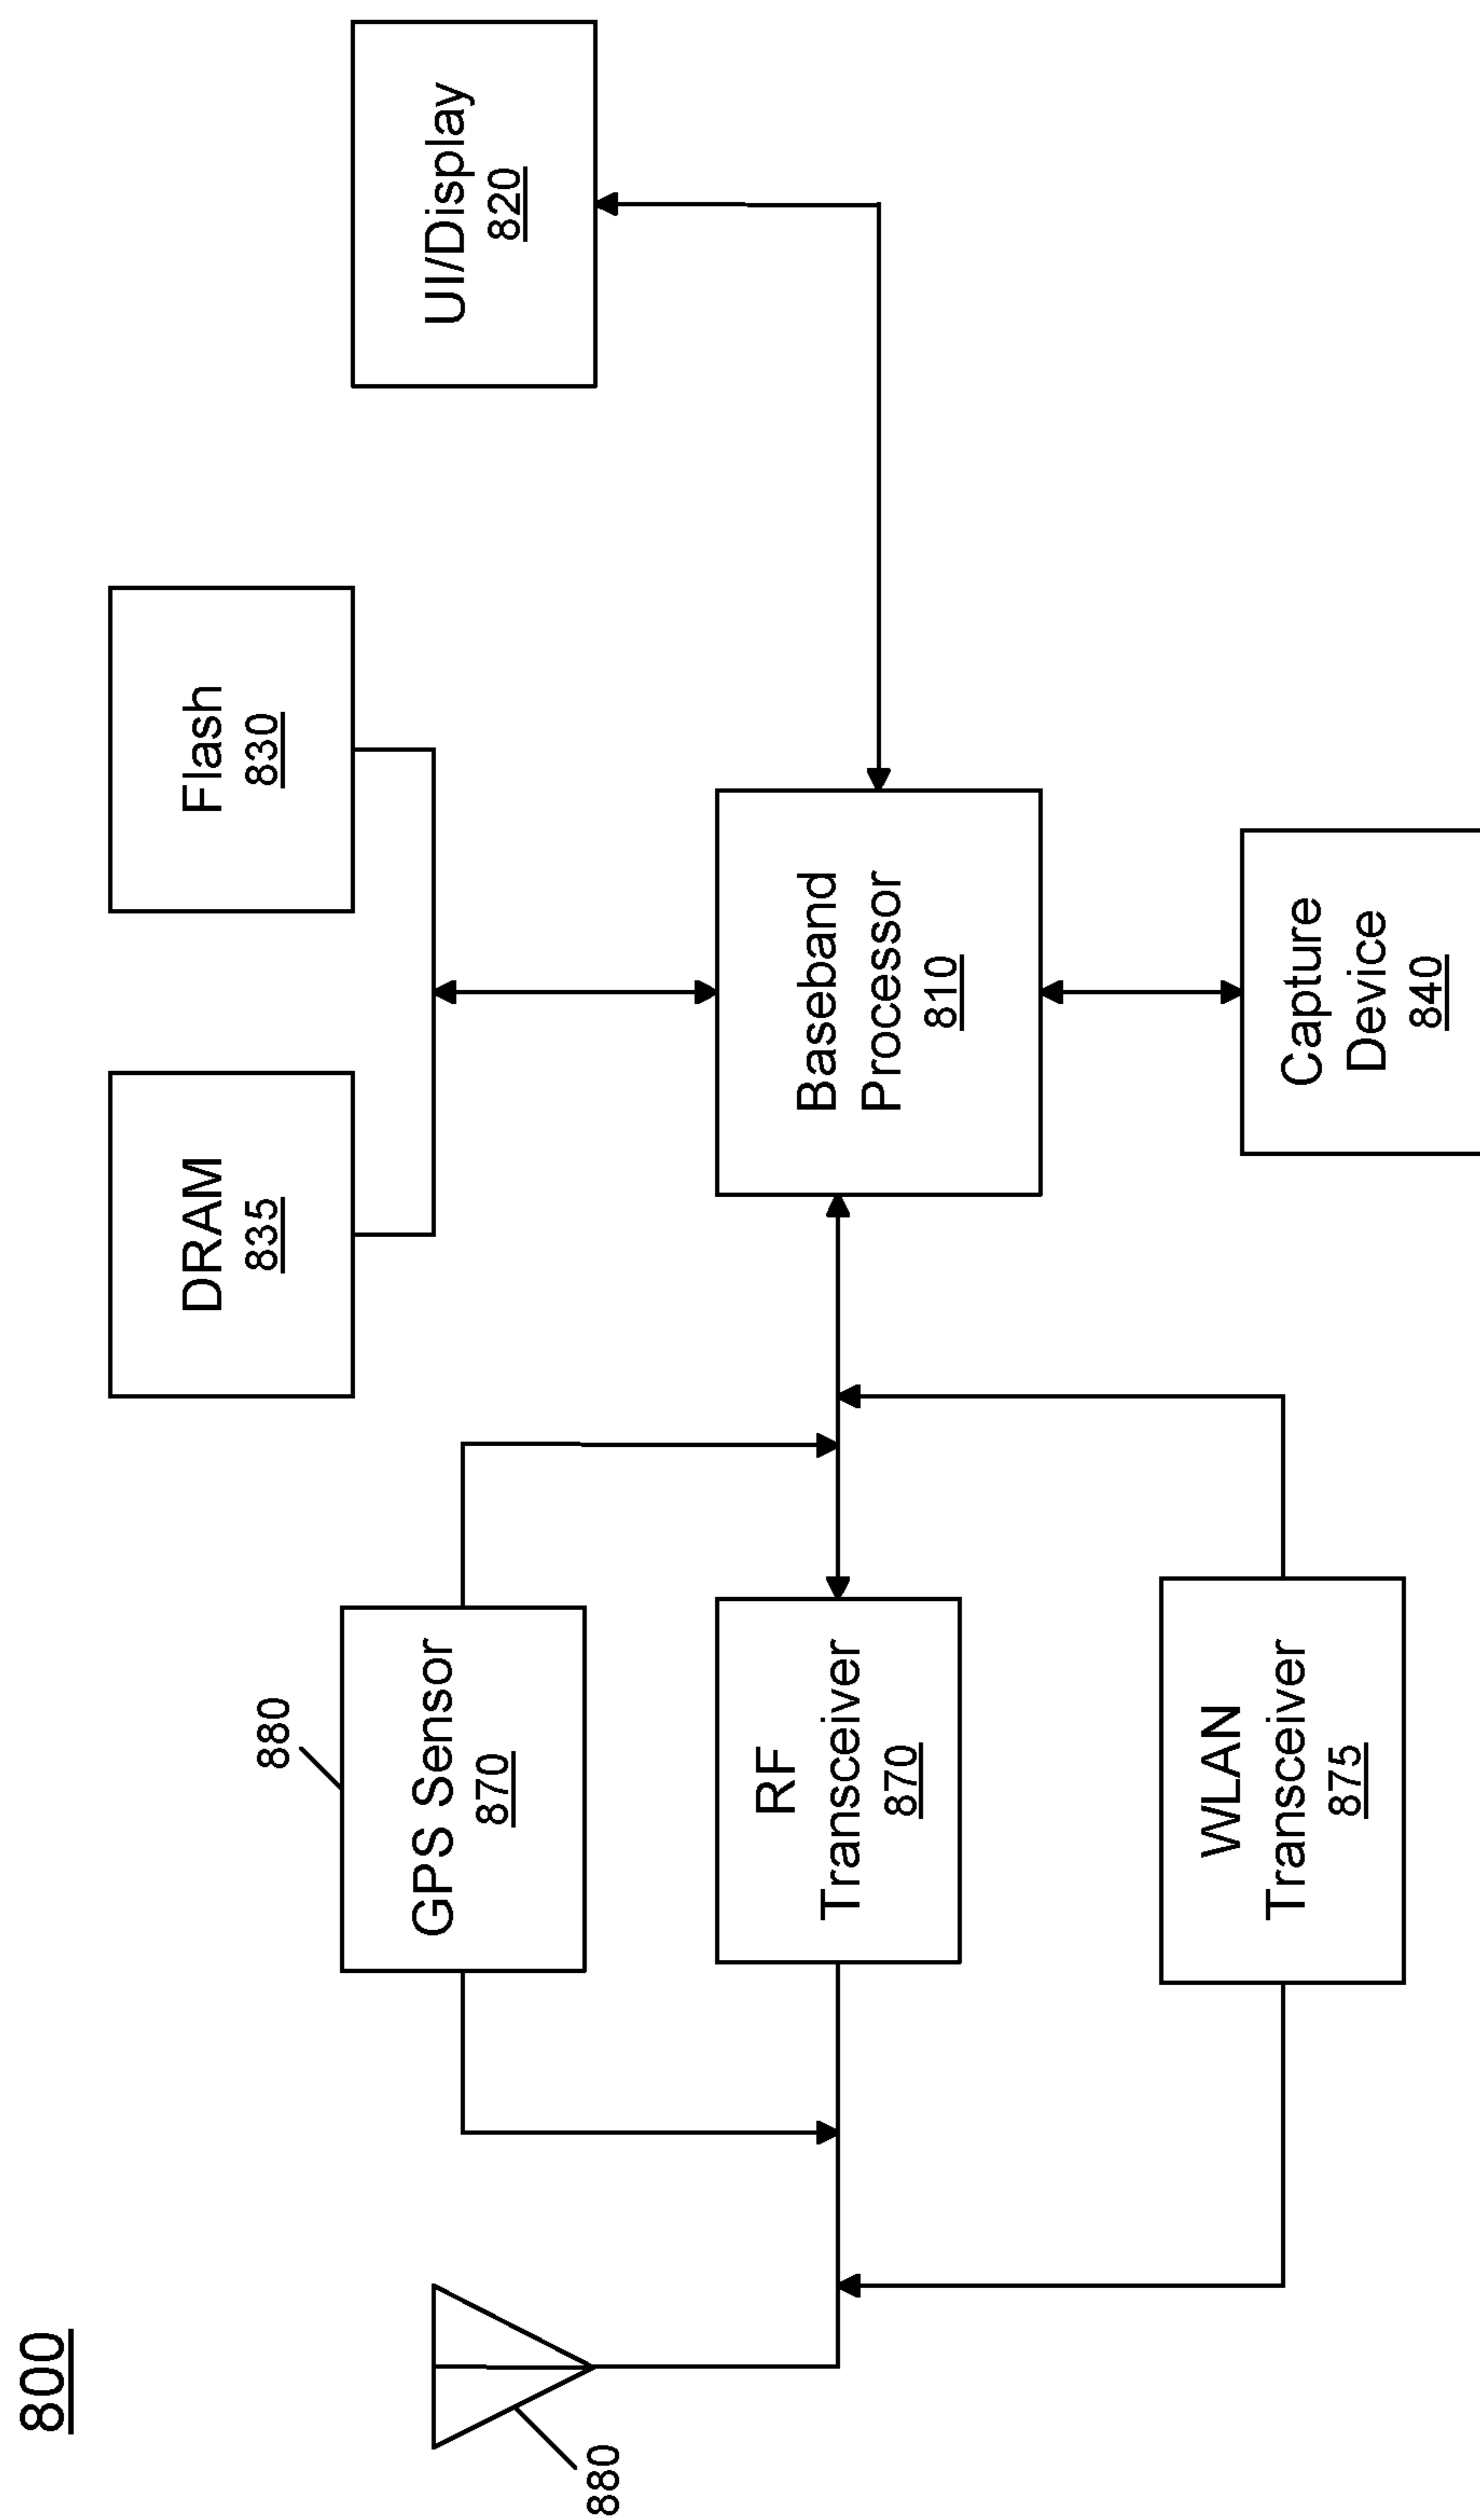 800
DRAM
835
Flash
830
UI/Display
820
880
GPS Sensor
870
880
RF
Transceiver
870
Baseband
Processor
810
WLAN
Transceiver
875
Capture
Device
840